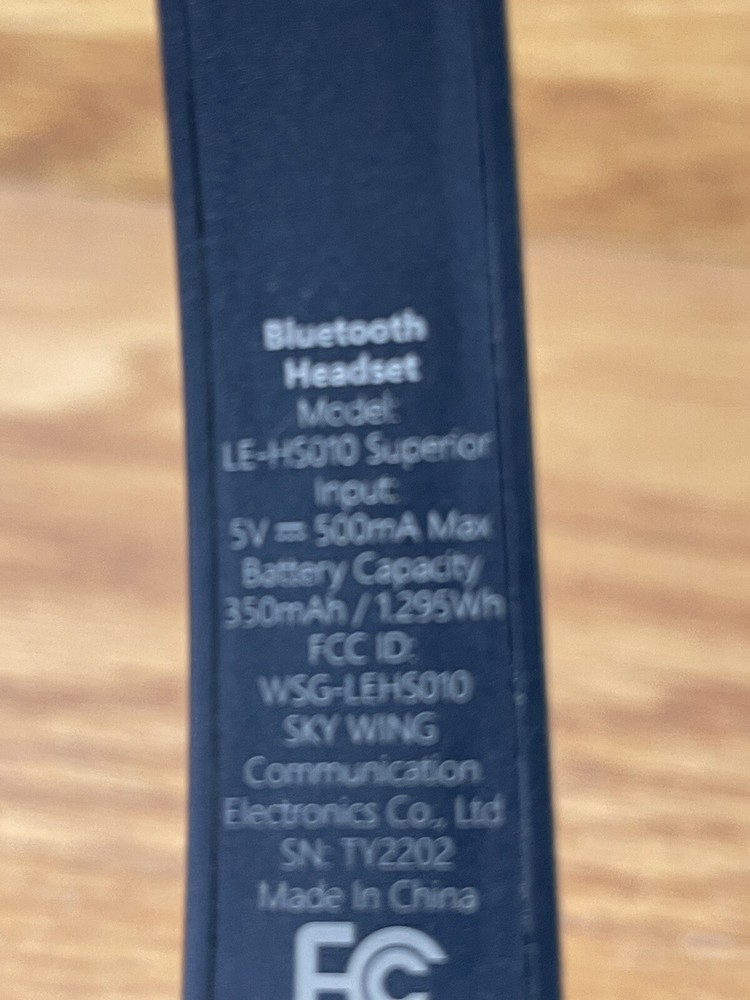 Bluetooth
Headset
Model:
LE-HS010 Superior
Input:
5V ⎓ 500mA Max
Battery Capacity
350mAh / 1.295Wh
FCC ID:
WSG-LEHS010
SKY WING
Communication
Electronics Co., Ltd
SN: TY2202
Made In China
FC